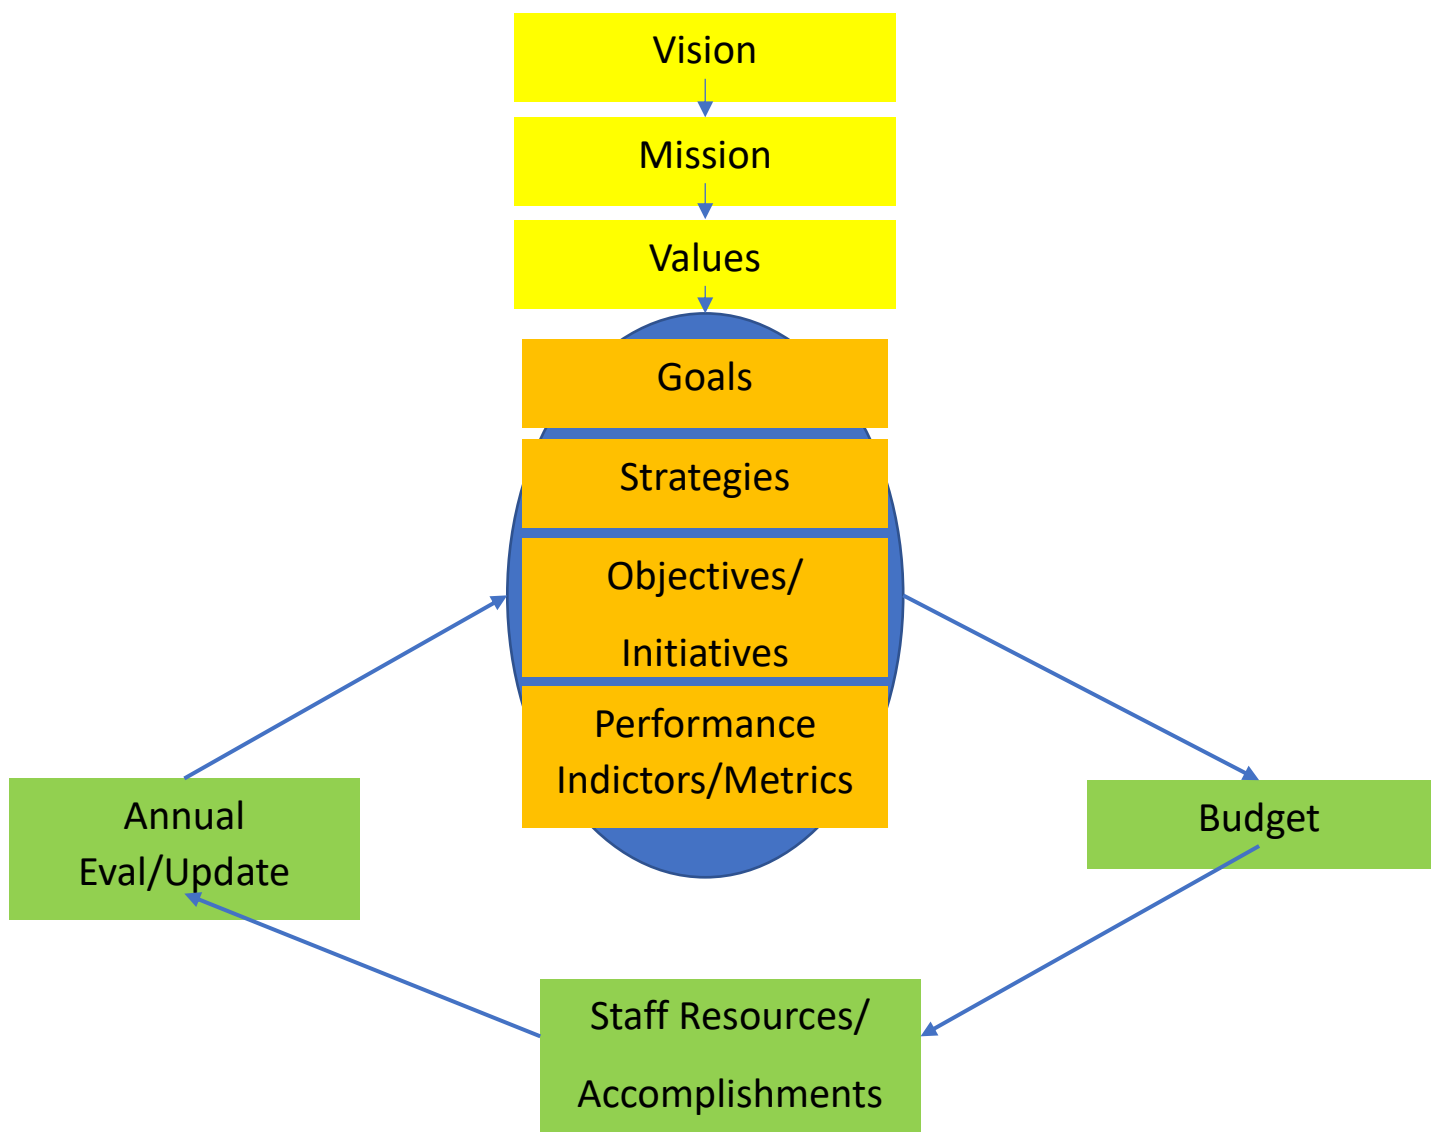 Vision
Mission
Values
Goals
Strategies
Objectives/
Initiatives
Performance
Indictors/Metrics
Annual
Eval/Update
Budget
Staff Resources/
Accomplishments